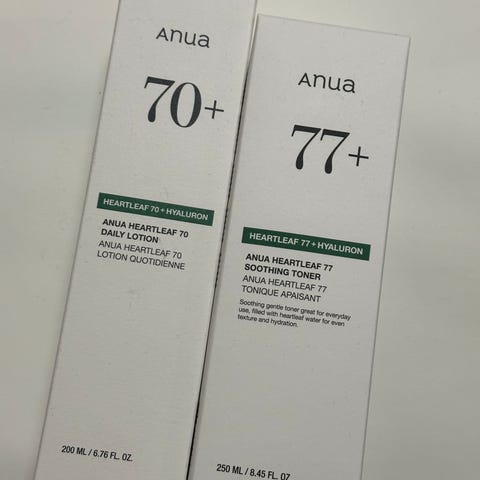 Anua
70+
HEARTLEAF 70 + HYALURON
ANUA HEARTLEAF 70
DAILY LOTION
ANUA HEARTLEAF 70
LOTION QUOTIDIENNE
200 ML / 6.76 FL. OZ.
Anua
77+
HEARTLEAF 77 + HYALURON
ANUA HEARTLEAF 77
SOOTHING TONER
ANUA HEARTLEAF 77
TONIQUE APAISANT
Soothing gentle toner great for everyday
use, filled with heartleaf water for even
texture and hydration.
250 ML / 8.45 FL. OZ